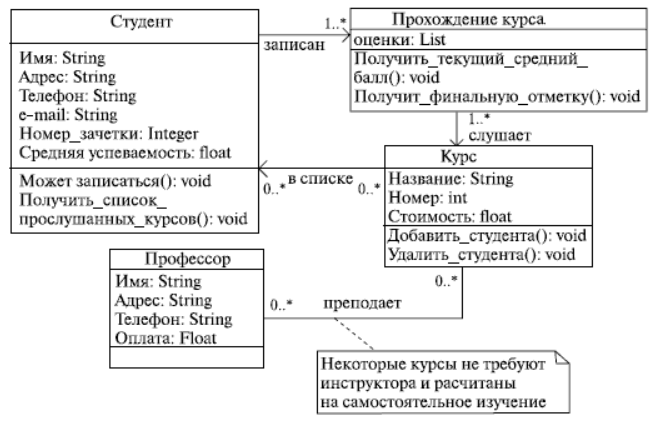 Студент
Имя: String
Адрес: String
Телефон: String
e-mail: String
Номер_зачетки: Integer
Средняя успеваемость: float
Может записаться(): void
Получить_список_
прослушанных_курсов(): void
1..*
записан
Прохождение курса
оценки: List
Получить_текущий_средний_
балл(): void
Получит_финальную_отметку(): void
1..*
слушает
Курс
Название: String
Номер: int
Стоимость: float
Добавить_студента(): void
Удалить_студента(): void
в списке
0..*
0..*
Профессор
Имя: String
Адрес: String
Телефон: String
Оплата: Float
0..*
преподает
0..*
Некоторые курсы не требуют
инструктора и расчитаны
на самостоятельное изучение